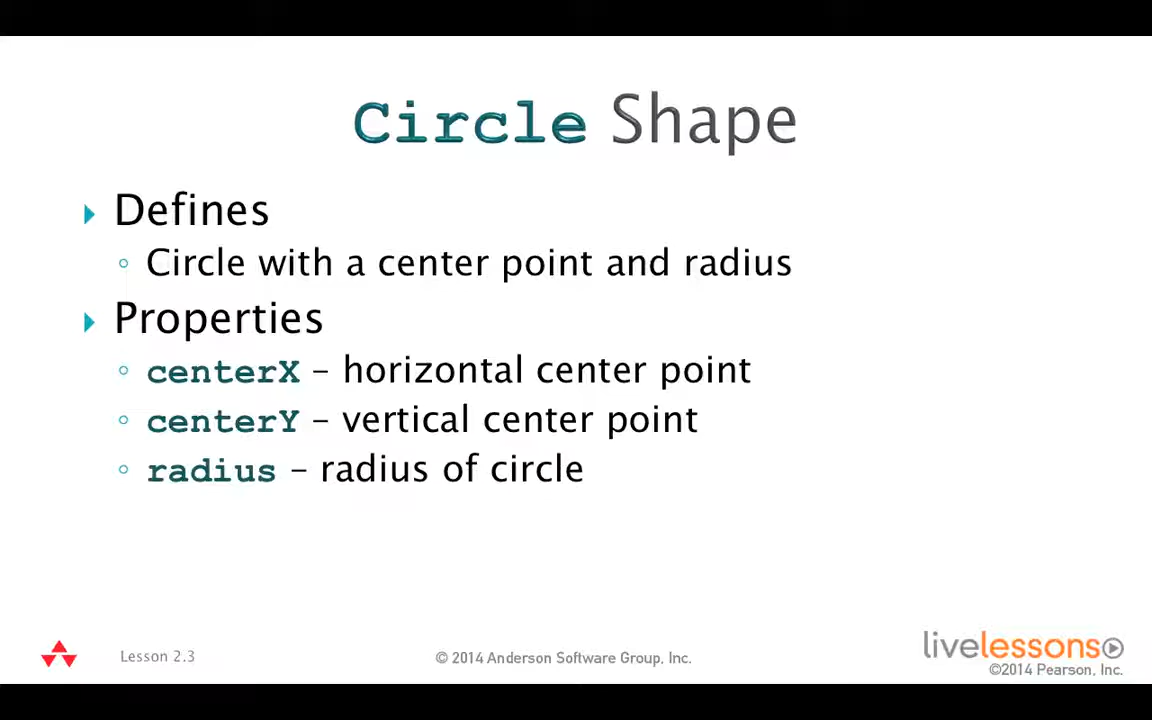 Circle Shape
Defines
Circle with a center point and radius
Properties
centerX – horizontal center point
centerY – vertical center point
radius – radius of circle
Lesson 2.3
© 2014 Anderson Software Group, Inc.
livelessons
©2014 Pearson, Inc.